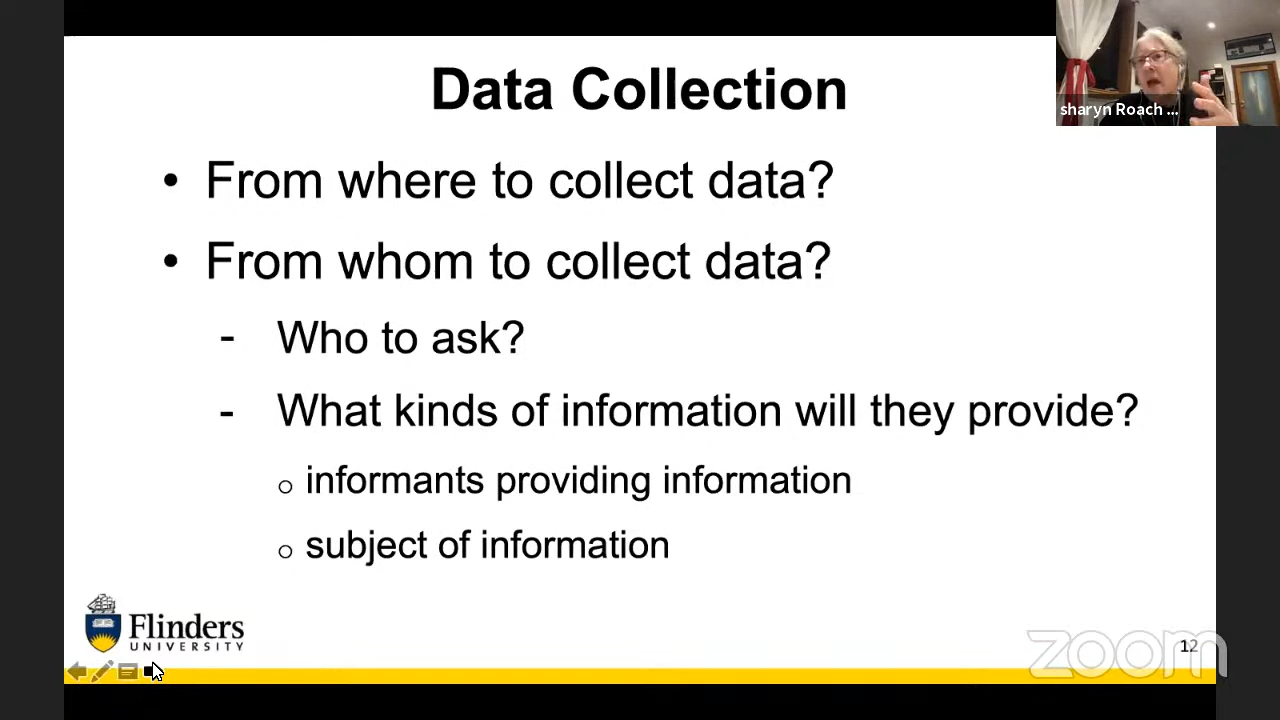 Data Collection
sharyn Roach ...
• From where to collect data?
• From whom to collect data?
- Who to ask?
- What kinds of information will they provide?
o informants providing information
o subject of information
Flinders
UNIVERSITY
zoom
12